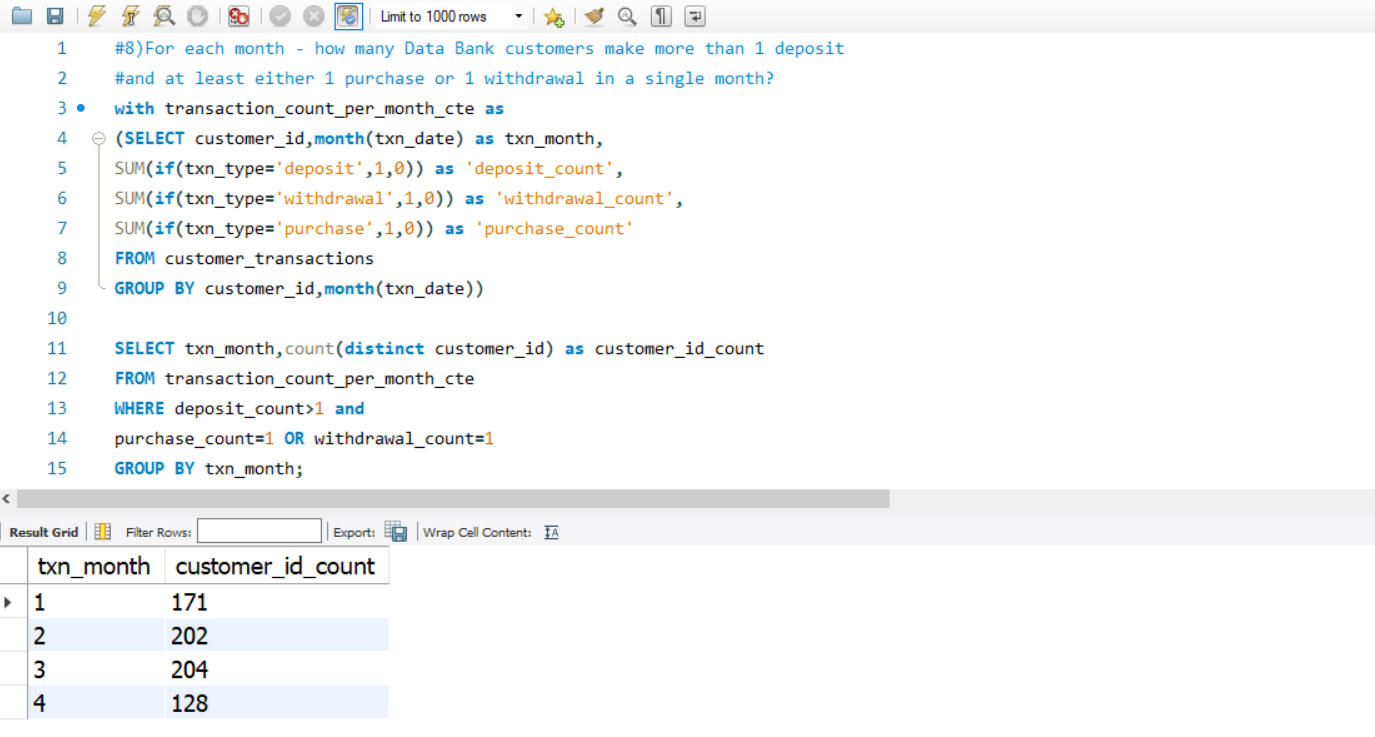 Limit to 1000 rows
1 #8)For each month - how many Data Bank customers make more than 1 deposit
2 #and at least either 1 purchase or 1 withdrawal in a single month?
3 with transaction_count_per_month_cte as
4 (SELECT customer_id,month(txn_date) as txn_month,
5 SUM(if(txn_type='deposit',1,0)) as 'deposit_count',
6 SUM(if(txn_type='withdrawal',1,0)) as 'withdrawal_count',
7 SUM(if(txn_type='purchase',1,0)) as 'purchase_count'
8 FROM customer_transactions
9 GROUP BY customer_id,month(txn_date))
10
11 SELECT txn_month,count(distinct customer_id) as customer_id_count
12 FROM transaction_count_per_month_cte
13 WHERE deposit_count>1 and
14 purchase_count=1 OR withdrawal_count=1
15 GROUP BY txn_month;
Result Grid Filter Rows: Export: Wrap Cell Content: IA
txn_month customer_id_count
1 171
2 202
3 204
4 128